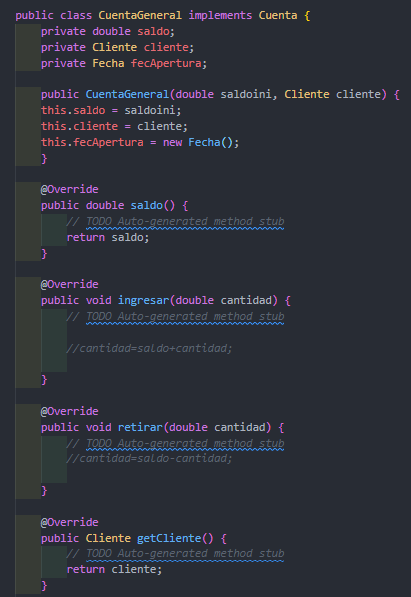 public class CuentaGeneral implements Cuenta {
private double saldo;
private Cliente cliente;
private Fecha fecApertura;
public CuentaGeneral(double saldoini, Cliente cliente) {
this.saldo = saldoini;
this.cliente = cliente;
this.fecApertura = new Fecha();
}
@Override
public double saldo() {
// TODO Auto-generated method stub
return saldo;
}
@Override
public void ingresar(double cantidad) {
// TODO Auto-generated method stub
//cantidad=saldo+cantidad;
}
@Override
public void retirar(double cantidad) {
// TODO Auto-generated method stub
//cantidad=saldo-cantidad;
}
@Override
public Cliente getCliente() {
// TODO Auto-generated method stub
return cliente;
}